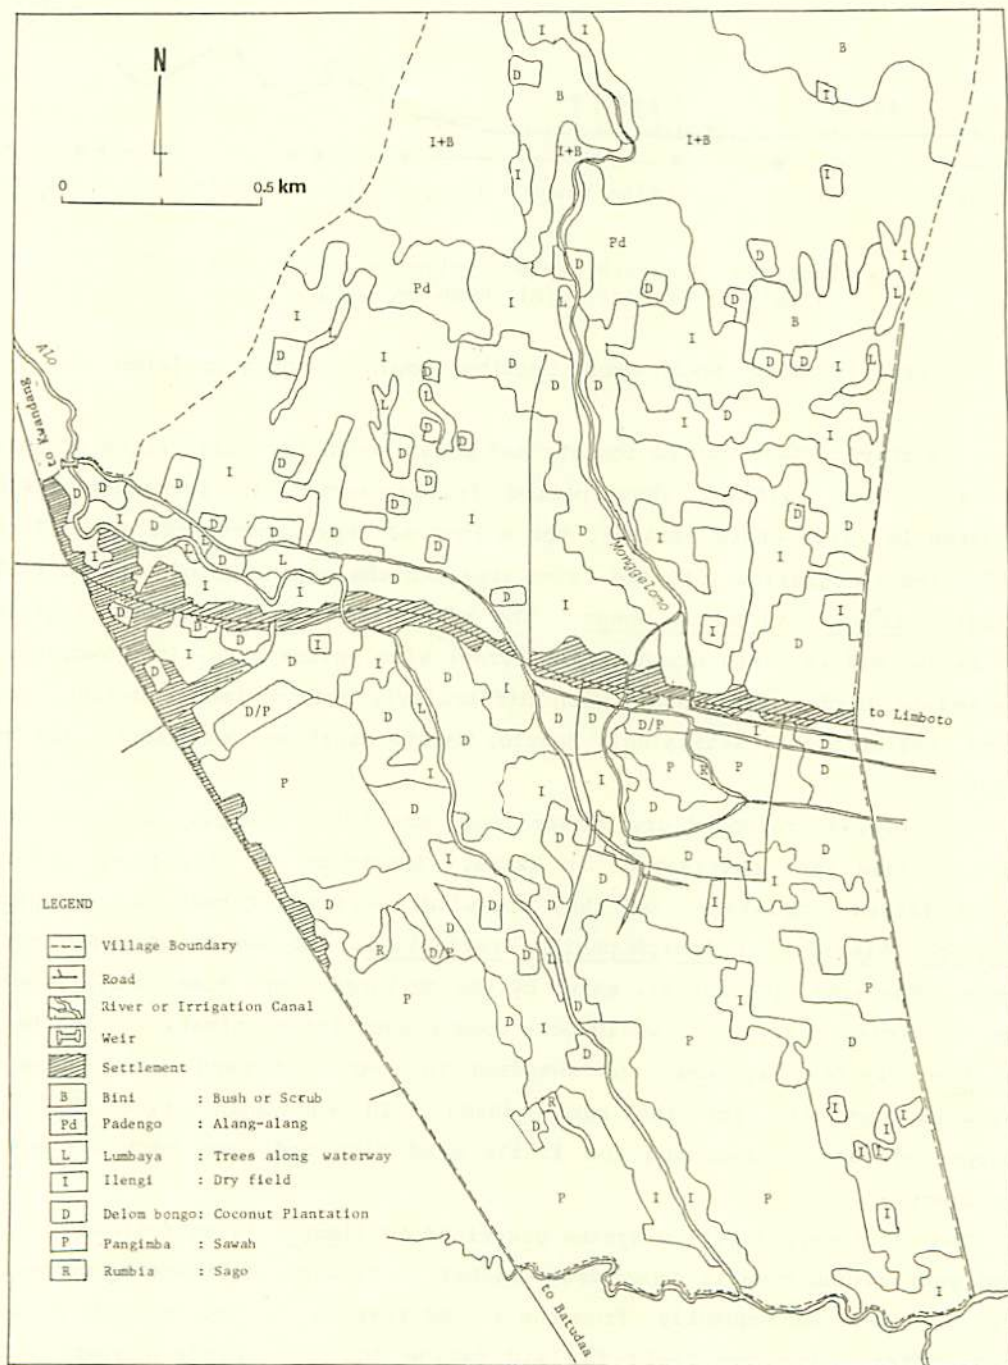 N
0 0.5 km
I I
B
D
B
I
I+B
I+B
I+B
I
I
Pd
D
D
I
Pd
D
D
L
I
L
I
B
I
I
D
I
D
D
I
L
D
D
D
D
L
L
I
D
I
D
D
D
D
I
D
I
D
D
D
D
D
D
I
D
D
D
I
D
D
I
D
L
L
D
L
D
I
I
I
I
D
I
I
D
D
D
D
I
I
D
D
I
I
D
D
I
D/P
D
L
D
D
D/P
I
I
D
D
P
I
I
P
R
P
D
D
I
D
D
I
D
D
I
I
D
D
D
D
D
I
R
D/P
D
L
D
I
P
P
D
I
P
D
D
D
R
I
I
D
I
I
I
P
I
I
P
I
I
Alo
to Kwandang
to Limboto
to Batudaa
LEGEND
Village Boundary
Road
River or Irrigation Canal
Weir
Settlement
B Bini : Bush or Scrub
Pd Padengo : Alang-alang
L Lumbaya : Trees along waterway
I Ilengi : Dry field
D Delom bongo: Coconut Plantation
P Pangimba : Sawah
R Rumbia : Sago